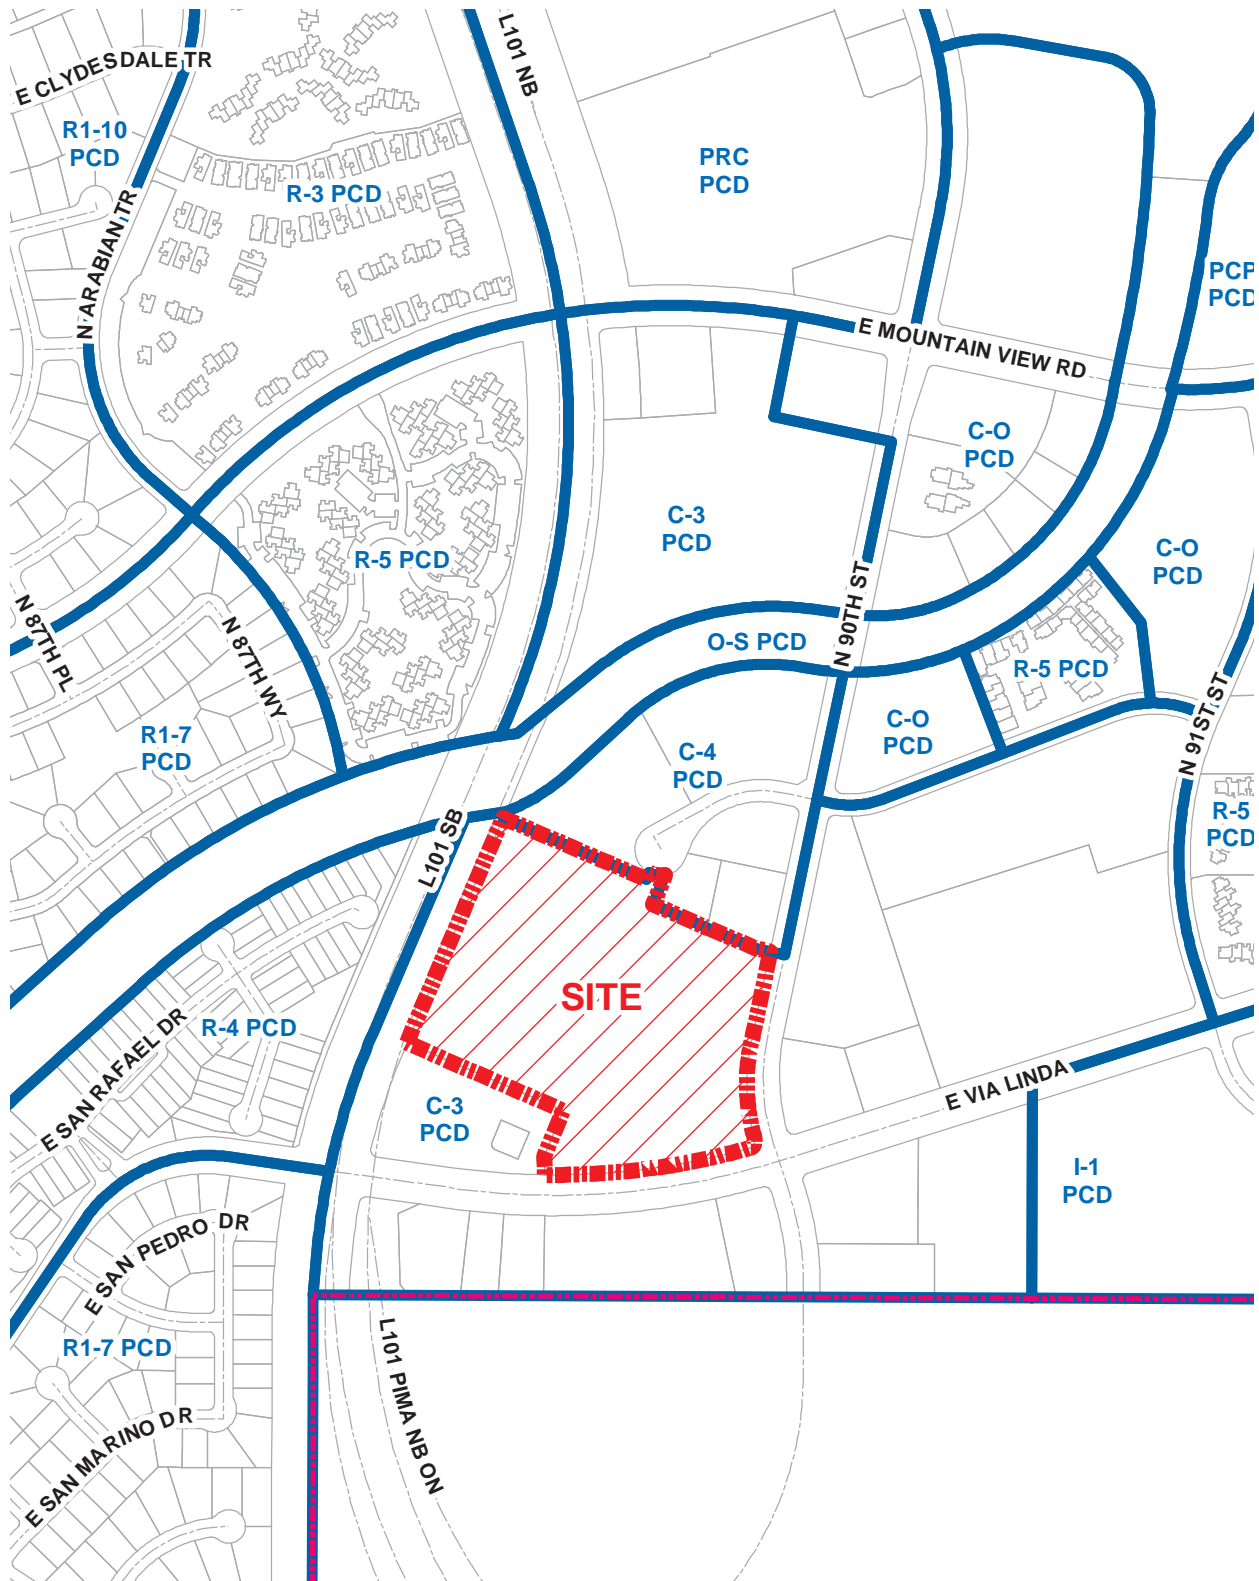 E CLYDESDALE TR
L101 NB
R1-10
PCD
R-3 PCD
PRC
PCD
N ARABIAN TR
PCP
PCD
E MOUNTAIN VIEW RD
C-O
PCD
C-3
PCD
R-5 PCD
C-O
PCD
N 87TH PL
N 87TH WY
N 90TH ST
O-S PCD
R-5 PCD
C-O
PCD
R1-7
PCD
C-4
PCD
N 91ST ST
R-5
PCD
L101 SB
SITE
R-4 PCD
E SAN RAFAEL DR
C-3
PCD
E VIA LINDA
I-1
PCD
E SAN PEDRO DR
R1-7 PCD
L101 PIMA NB ON
E SAN MARINO DR